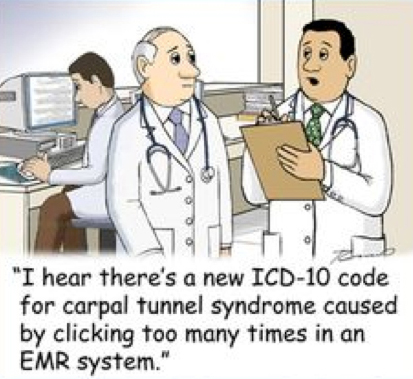 "I hear there's a new ICD-10 code
for carpal tunnel syndrome caused
by clicking too many times in an
EMR system."